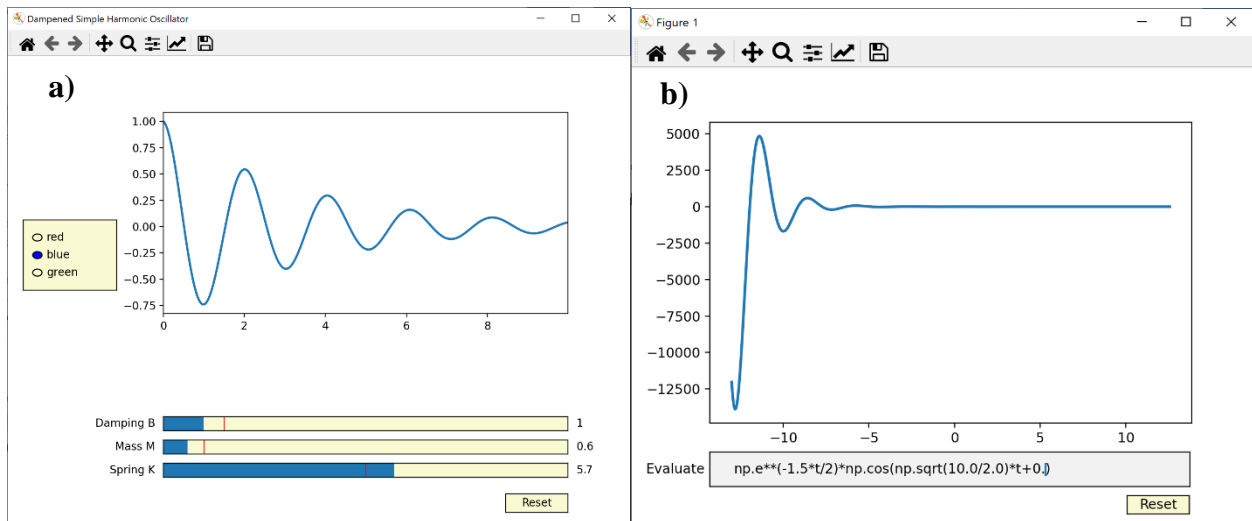 Dampened Simple Harmonic Oscillator
a)
1.00
0.75
0.50
0.25
0.00
−0.25
−0.50
−0.75
0 2 4 6 8
red
blue
green
Damping B 1
Mass M 0.6
Spring K 5.7
Reset
Figure 1
b)
5000
2500
0
−2500
−5000
−7500
−10000
−12500
−10 −5 0 5 10
Evaluate np.e**(-1.5*t/2)*np.cos(np.sqrt(10.0/2.0)*t+0.)
Reset